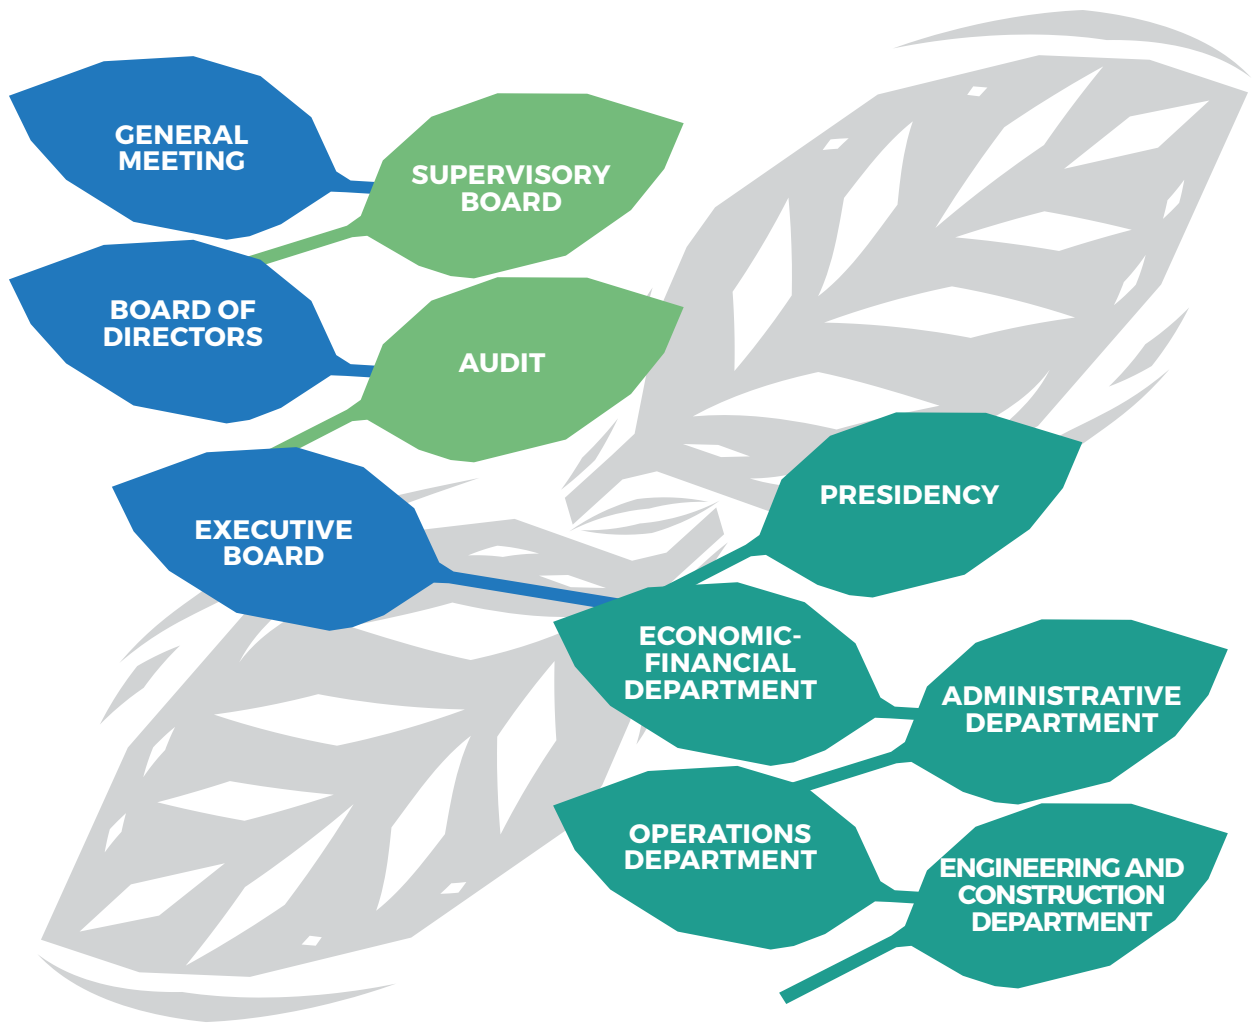 GENERAL
MEETING
SUPERVISORY
BOARD
BOARD OF
DIRECTORS
AUDIT
EXECUTIVE
BOARD
PRESIDENCY
ECONOMIC-
FINANCIAL
DEPARTMENT
ADMINISTRATIVE
DEPARTMENT
OPERATIONS
DEPARTMENT
ENGINEERING AND
CONSTRUCTION
DEPARTMENT